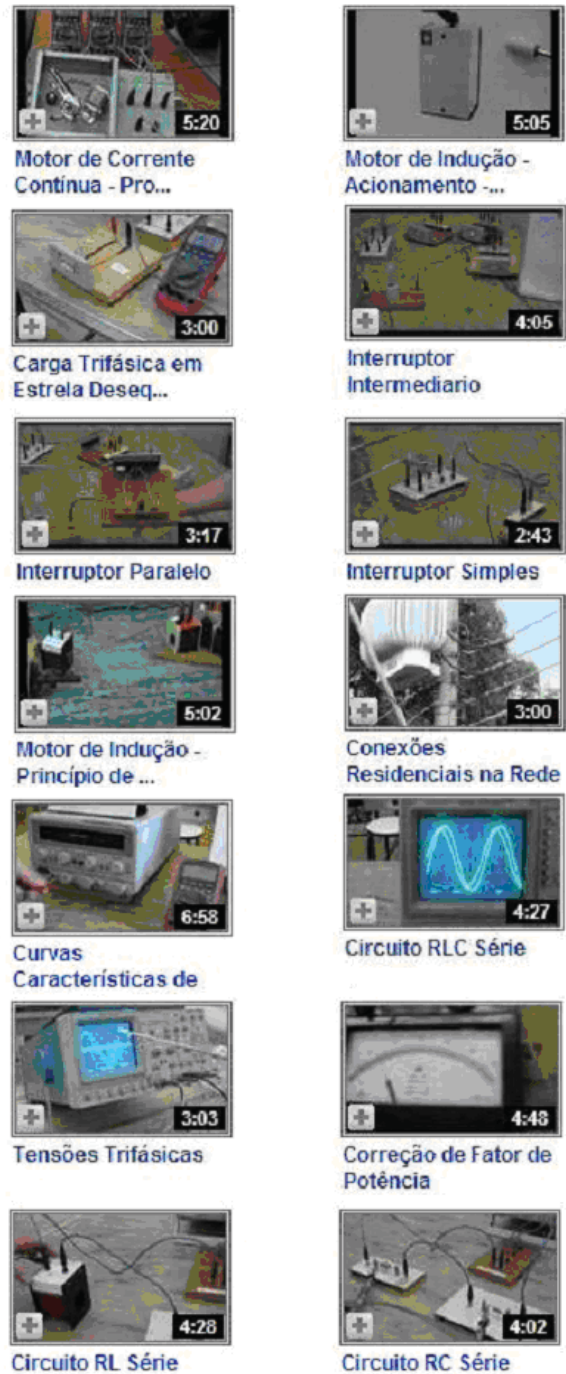 5:20
5:05
Motor de Corrente
Contínua - Pro...
Motor de Indução -
Acionamento -...
3:00
4:05
Carga Trifásica em
Estrela Deseq...
Interruptor
Intermediario
3:17
2:43
Interruptor Paralelo
Interruptor Simples
5:02
3:00
Motor de Indução -
Princípio de ...
Conexões
Residenciais na Rede
6:58
4:27
Curvas
Características de
Circuito RLC Série
3:03
4:48
Tensões Trifásicas
Correção de Fator de
Potência
4:28
4:02
Circuito RL Série
Circuito RC Série